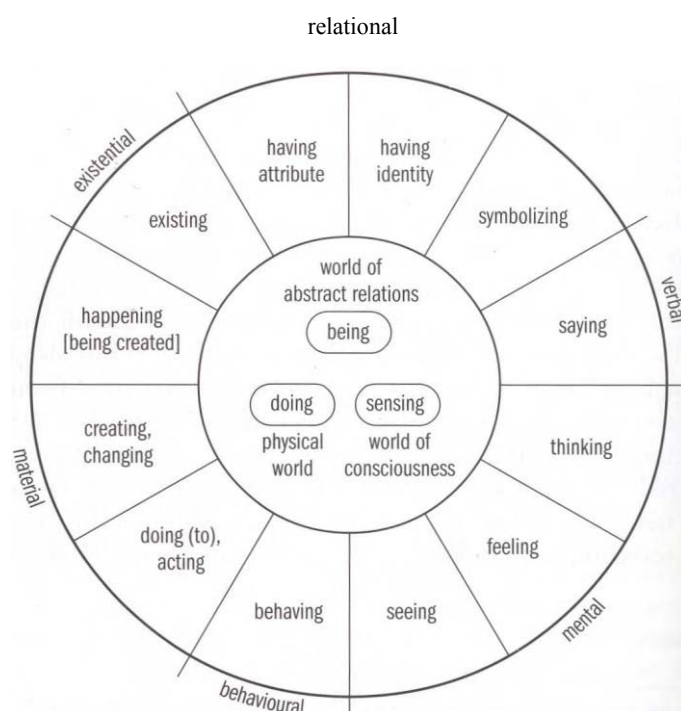 relational
existential
having
attribute
having
identity
existing
symbolizing
verbal
world of
abstract relations
being
happening
[being created]
saying
doing
sensing
physical
world
world of
consciousness
creating,
changing
thinking
material
doing (to),
acting
feeling
behaving
seeing
mental
behavioural